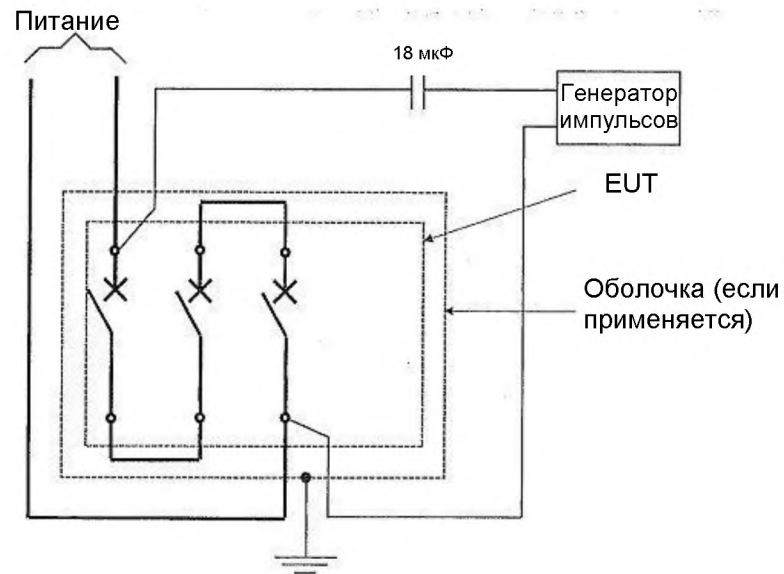 Питание
18 мкФ
Генератор
импульсов
EUT
Оболочка (если
применяется)